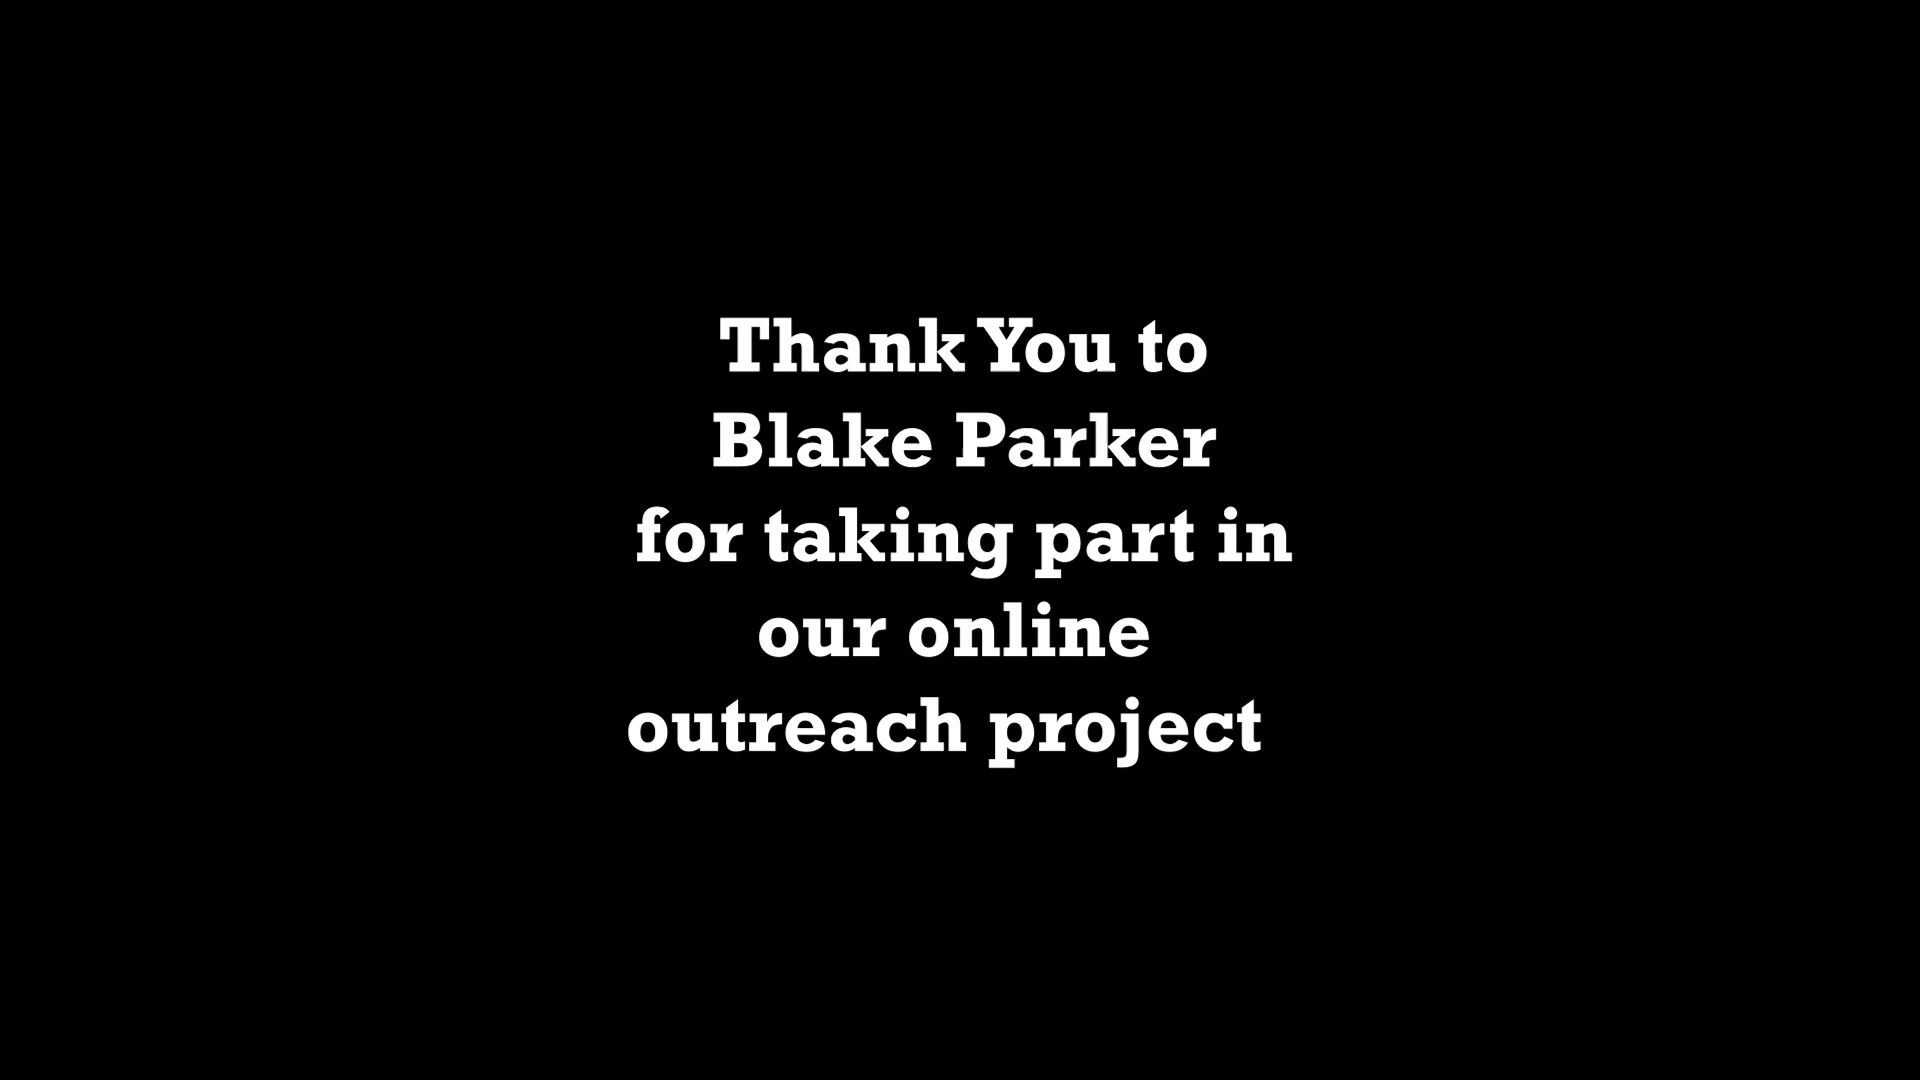 Thank You to
Blake Parker
for taking part in
our online
outreach project